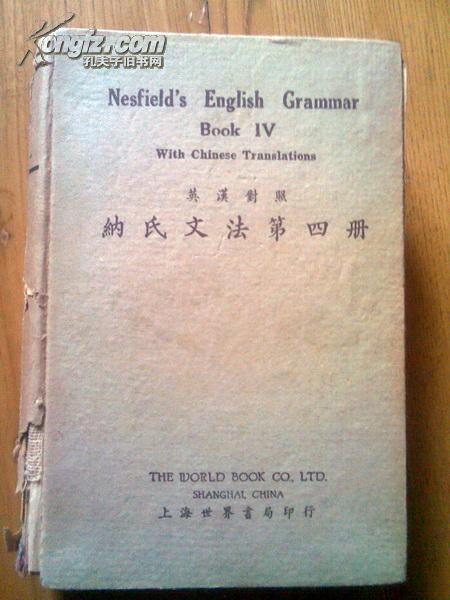 Kongfz.com
孔夫子旧书网
Nesfield's English Grammar
Book IV
With Chinese Translations
英漢對照
納氏文法第四册
THE WORLD BOOK CO., LTD.
SHANGHAI, CHINA
上海世界書局印行